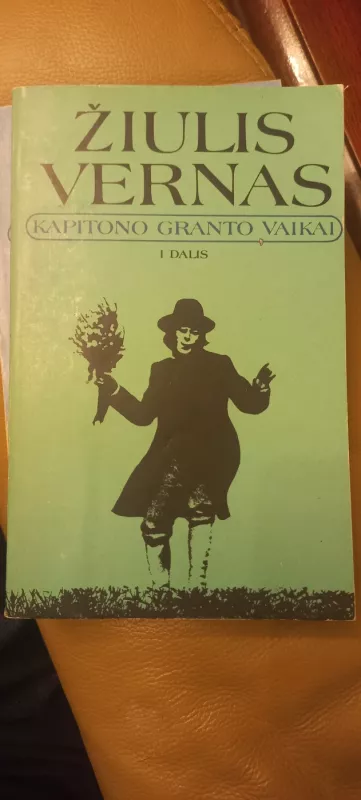 ŽIULIS
VERNAS
KAPITONO GRANTO VAIKAI
I DALIS